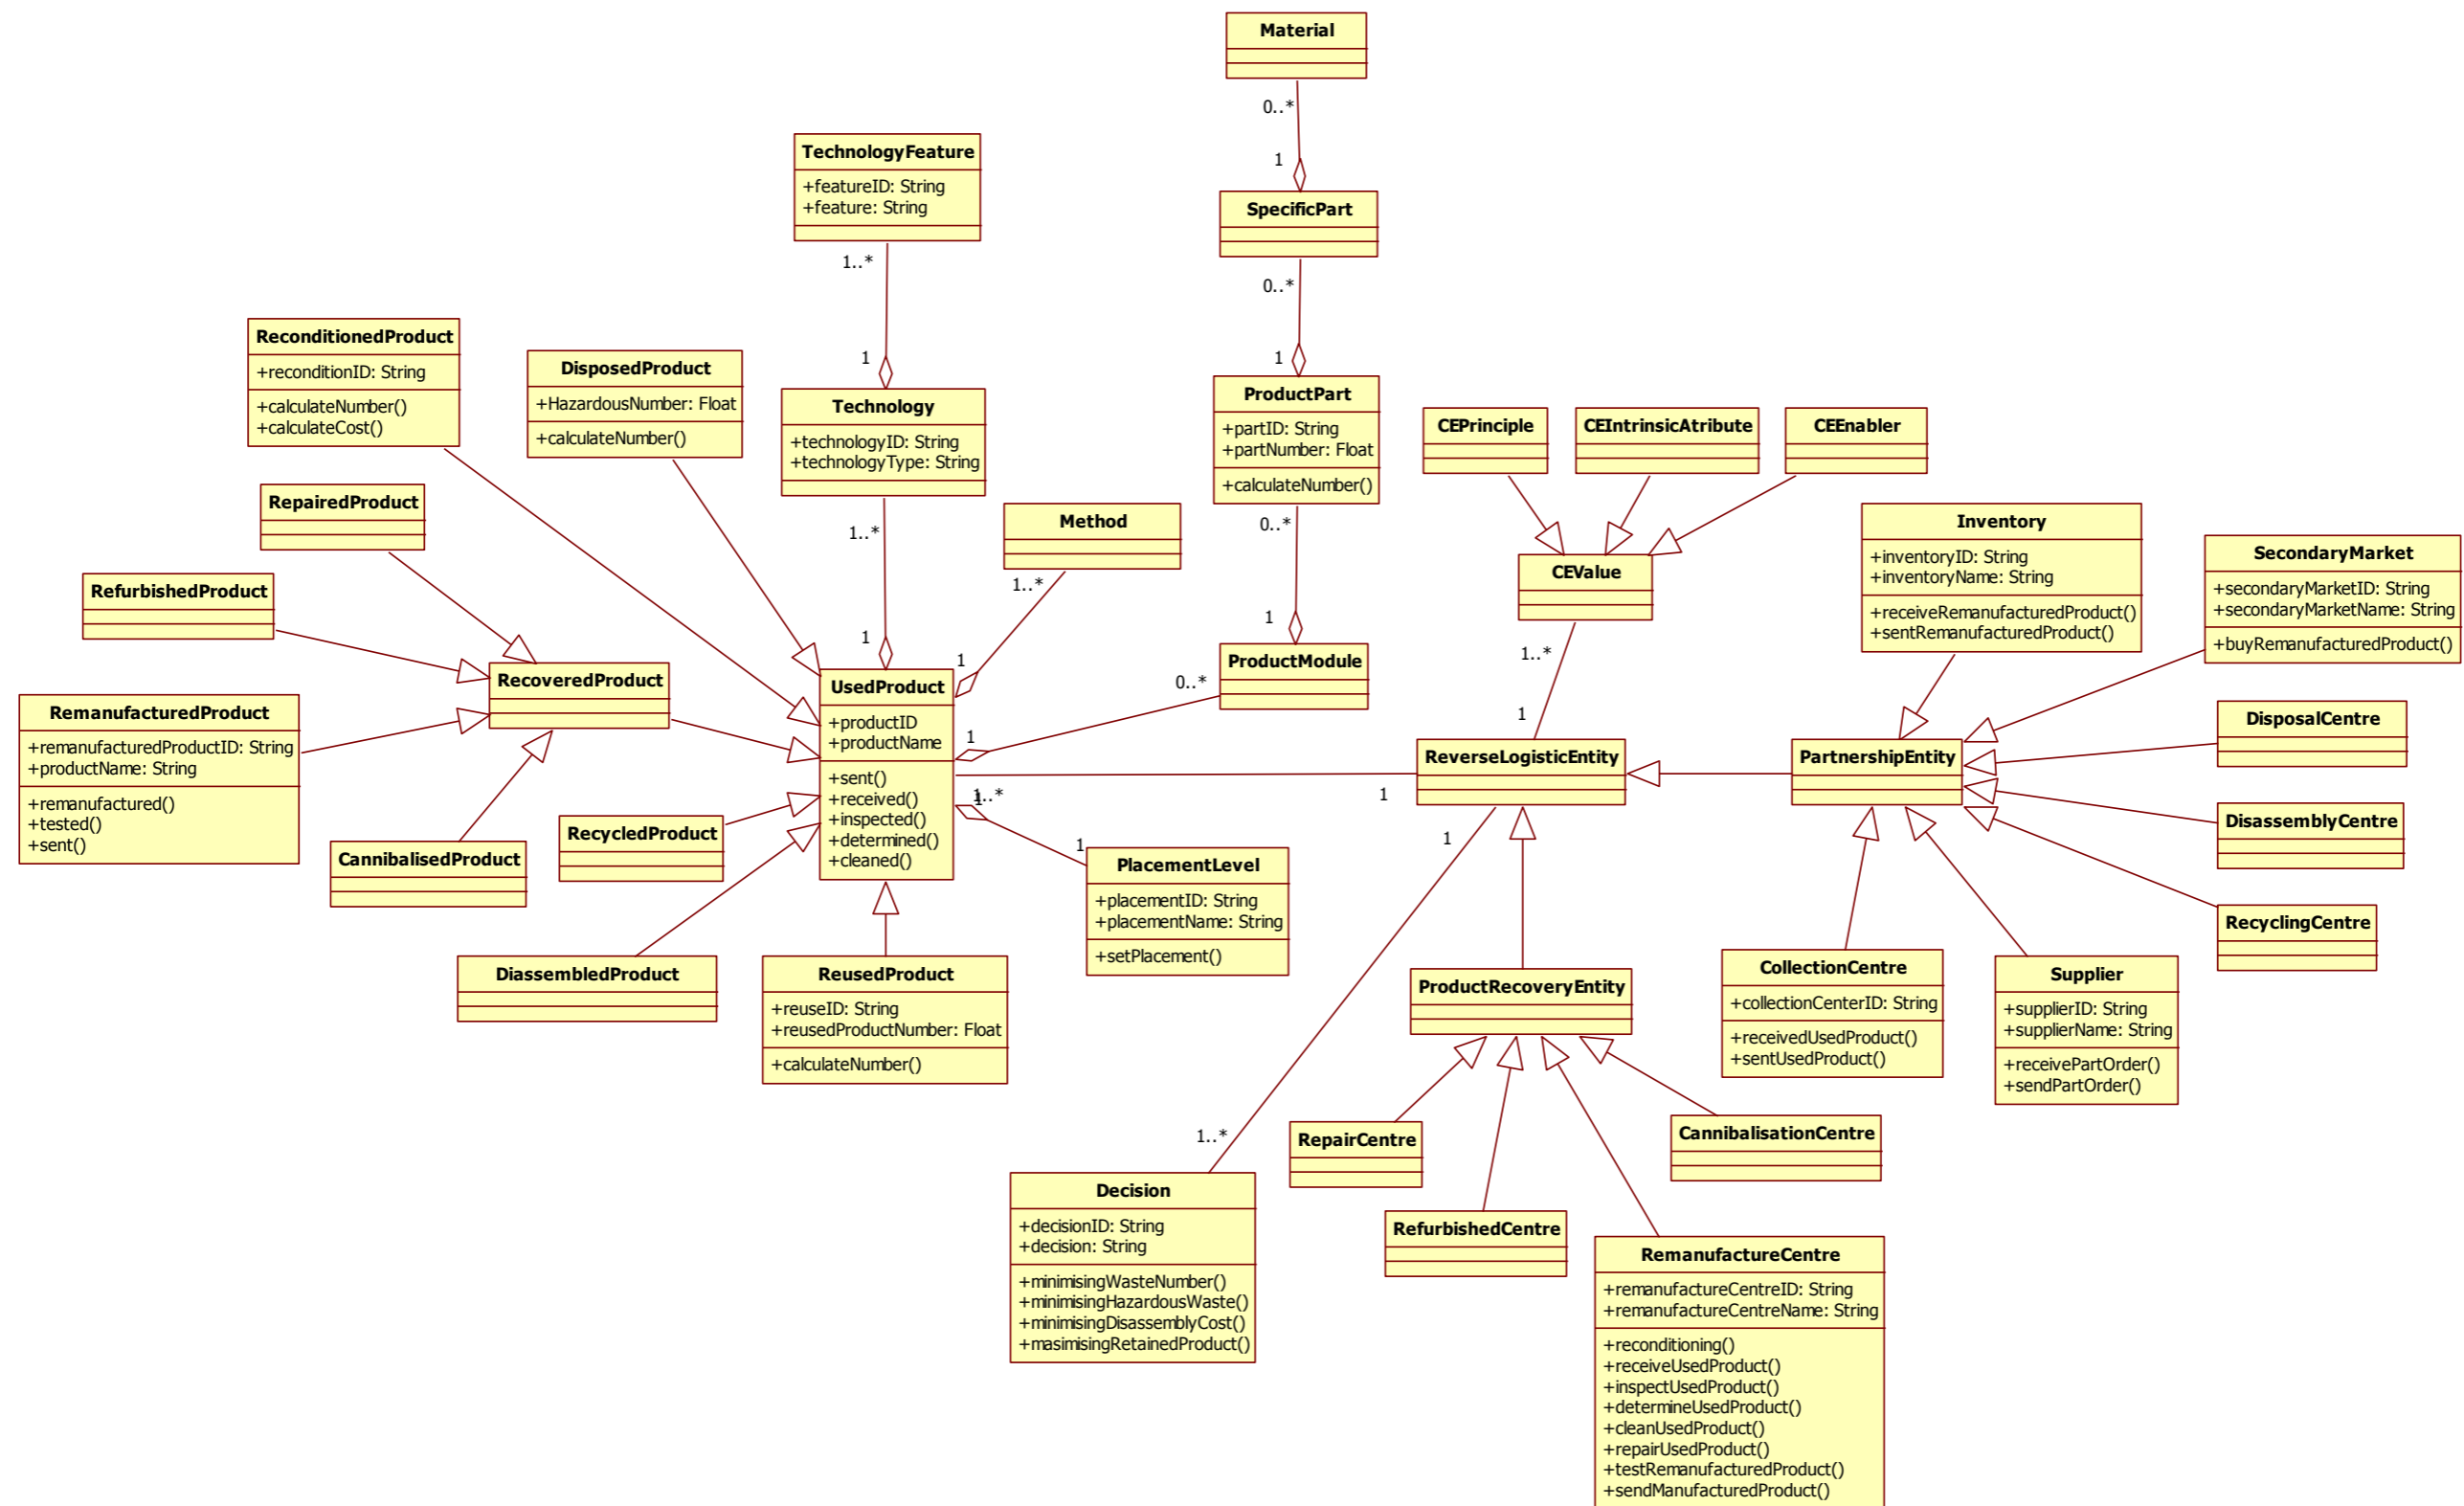 Material
0..*
1
SpecificPart
0..*
1
ProductPart
+partID: String
+partNumber: Float
+calculateNumber()
0..*
1
ProductModule
0..*
1
TechnologyFeature
+featureID: String
+feature: String
1..*
1
Technology
+technologyID: String
+technologyType: String
1..*
1
Method
1..*
1
ReconditionedProduct
+reconditionID: String
+calculateNumber()
+calculateCost()
DisposedProduct
+HazardousNumber: Float
+calculateNumber()
RepairedProduct
RefurbishedProduct
RecoveredProduct
RemanufacturedProduct
+remanufacturedProductID: String
+productName: String
+remanufactured()
+tested()
+sent()
CannibalisedProduct
RecycledProduct
DiassembledProduct
UsedProduct
+productID
+productName
+sent()
+received()
+inspected()
+determined()
+cleaned()
1..*
1
1
1
PlacementLevel
+placementID: String
+placementName: String
+setPlacement()
ReusedProduct
+reuseID: String
+reusedProductNumber: Float
+calculateNumber()
CEPrinciple
CEIntrinsicAtribute
CEEnabler
CEValue
1..*
1
ReverseLogisticEntity
1
1..*
Decision
+decisionID: String
+decision: String
+minimisingWasteNumber()
+minimisingHazardousWaste()
+minimisingDisassemblyCost()
+masimisingRetainedProduct()
Inventory
+inventoryID: String
+inventoryName: String
+receiveRemanufacturedProduct()
+sentRemanufacturedProduct()
SecondaryMarket
+secondaryMarketID: String
+secondaryMarketName: String
+buyRemanufacturedProduct()
PartnershipEntity
DisposalCentre
DisassemblyCentre
RecyclingCentre
CollectionCentre
+collectionCenterID: String
+receivedUsedProduct()
+sentUsedProduct()
Supplier
+supplierID: String
+supplierName: String
+receivePartOrder()
+sendPartOrder()
ProductRecoveryEntity
RepairCentre
CannibalisationCentre
RefurbishedCentre
RemanufactureCentre
+remanufactureCentreID: String
+remanufactureCentreName: String
+reconditioning()
+receiveUsedProduct()
+inspectUsedProduct()
+determineUsedProduct()
+cleanUsedProduct()
+repairUsedProduct()
+testRemanufacturedProduct()
+sendManufacturedProduct()